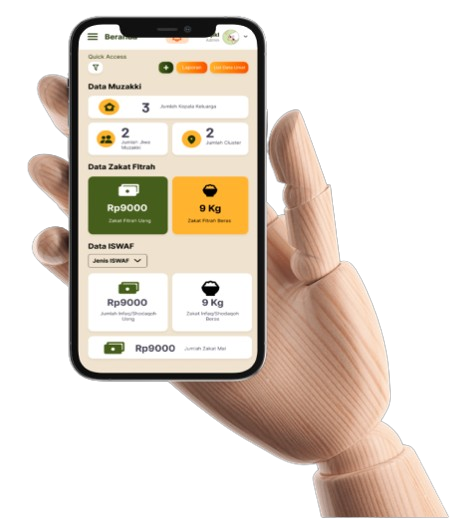 Quick Access
Laporan
Data Muzakki
3 Jumlah Kepala Keluarga
2
Jumlah Jiwa
Muzakki
2
Jumlah Cluster
Data Zakat Fitrah
Rp9000
Zakat Fitrah Uang
9 Kg
Zakat Fitrah Beras
Data ISWAF
Jenis ISWAF
Rp9000
Jumlah Infaq/Shodaqoh
Uang
9 Kg
Zakat Infaq/Shodaqoh
Beras
Rp9000 Jumlah Zakat Mal